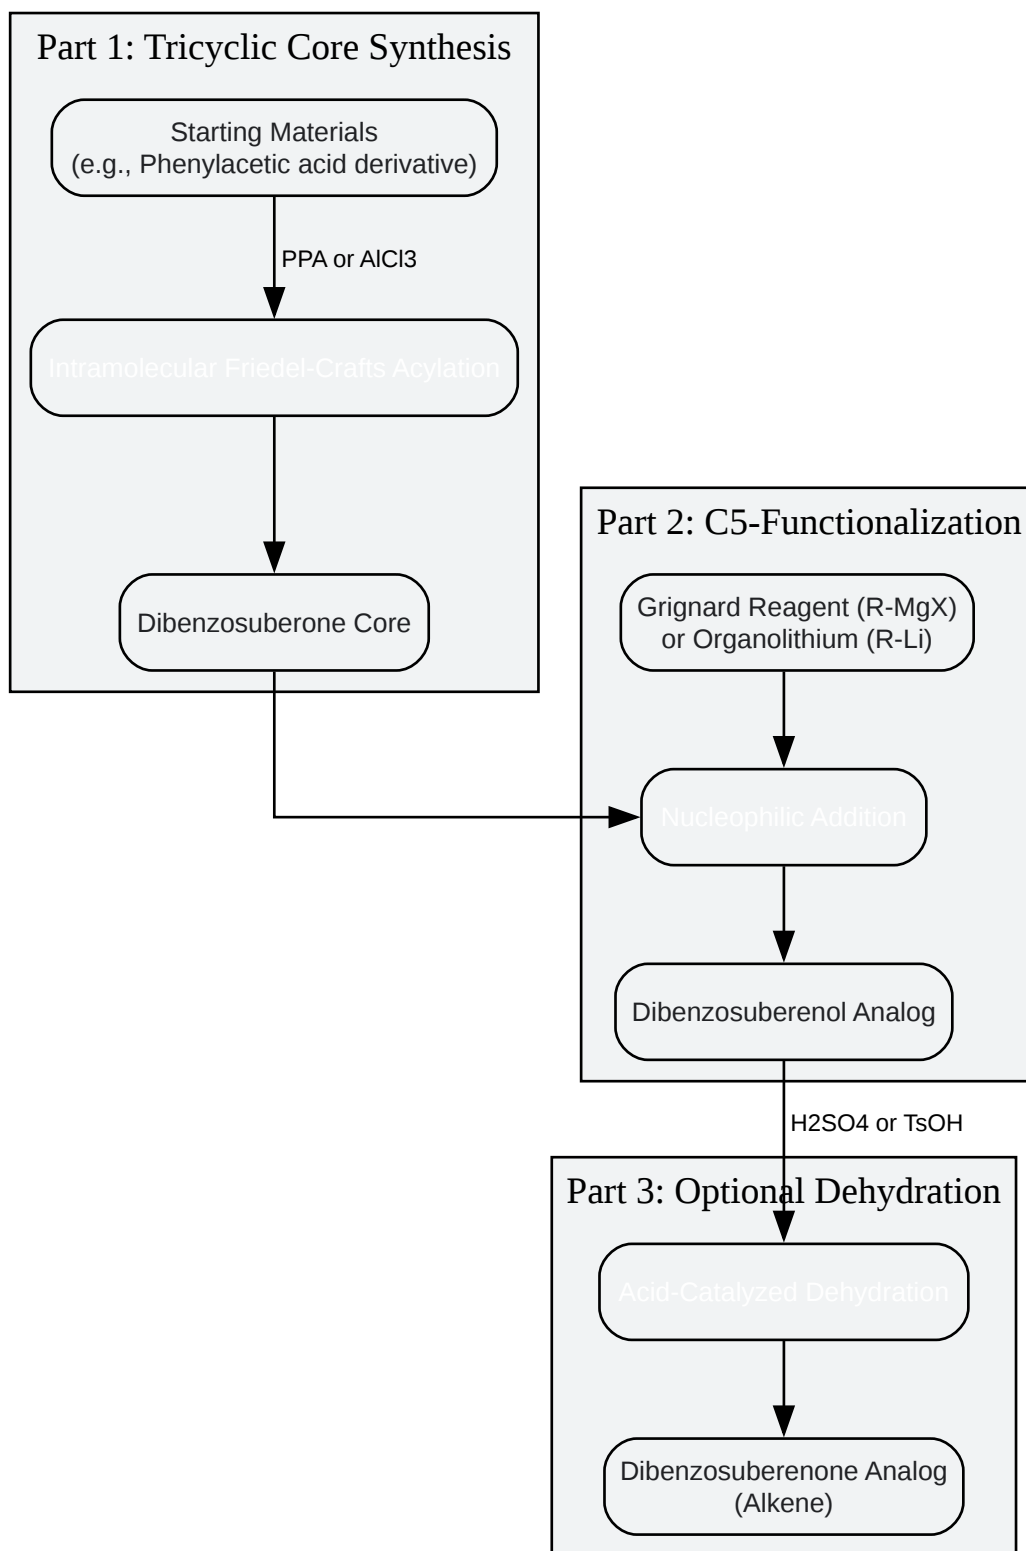 Part 1: Tricyclic Core Synthesis
Starting Materials
(e.g., Phenylacetic acid derivative)
PPA or AlCl3
Intramolecular Friedel-Crafts Acylation
Dibenzosuberone Core
Part 2: C5-Functionalization
Grignard Reagent (R-MgX)
or Organolithium (R-Li)
Nucleophilic Addition
Dibenzosuberenol Analog
H2SO4 or TsOH
Part 3: Optional Dehydration
Acid-Catalyzed Dehydration
Dibenzosuberenone Analog
(Alkene)